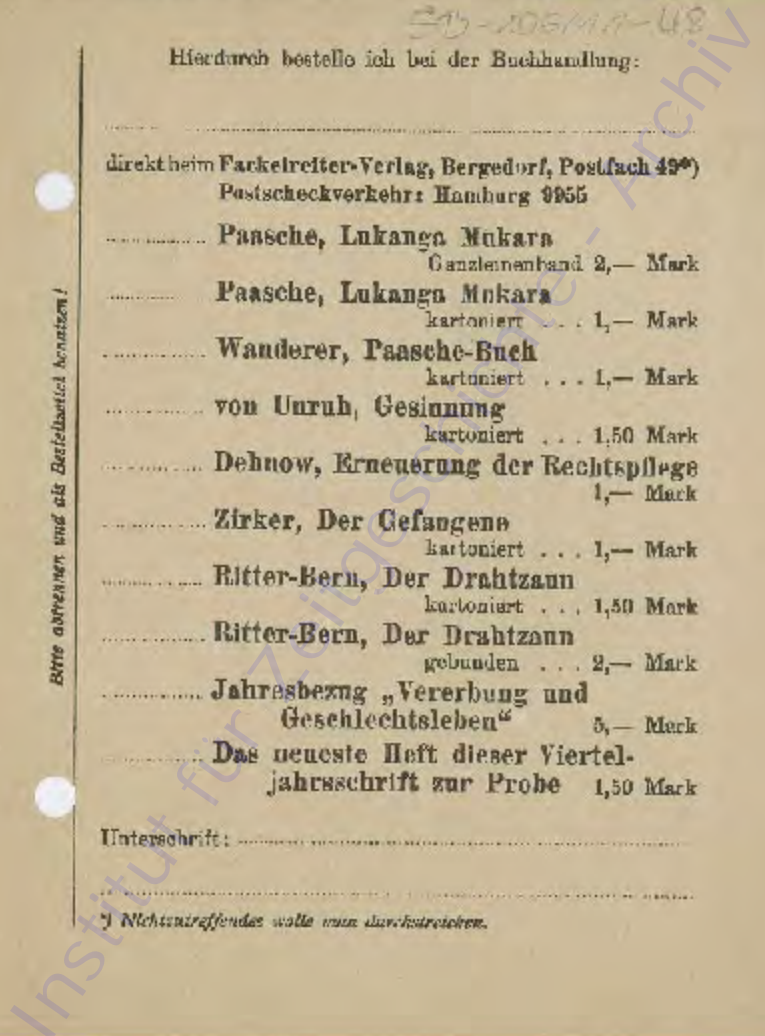 Hierdurch bestelle ich bei der Buchhandlung:
direkt beim Fackelreiter-Verlag, Bergedorf, Postfach 49*)
Postscheckverkehr: Hamburg 9955
Paasche, Lukanga Mukara
Ganzleinenband 2,— Mark
Paasche, Lukanga Mukara
kartoniert . . . 1,— Mark
Wanderer, Paasche-Buch
kartoniert . . . 1,— Mark
von Unruh, Gesinnung
kartoniert . . . 1,50 Mark
Dehnow, Erneuerung der Rechtspflege
1,— Mark
Zirker, Der Gefangene
kartoniert . . . 1,— Mark
Ritter-Bern, Der Drahtzaun
kartoniert . . . 1,50 Mark
Ritter-Bern, Der Drahtzaun
gebunden . . . 2,— Mark
Jahresbezug „Vererbung und
Geschlechtsleben“ 5,— Mark
Das neueste Heft dieser Viertel-
jahrsschrift zur Probe 1,50 Mark
Unterschrift:
*) Nichtzutreffendes wolle man durchstreichen.
Bitte abtrennen und als Bestellzettel benutzen!
Institut für Zeitgeschichte - Archiv